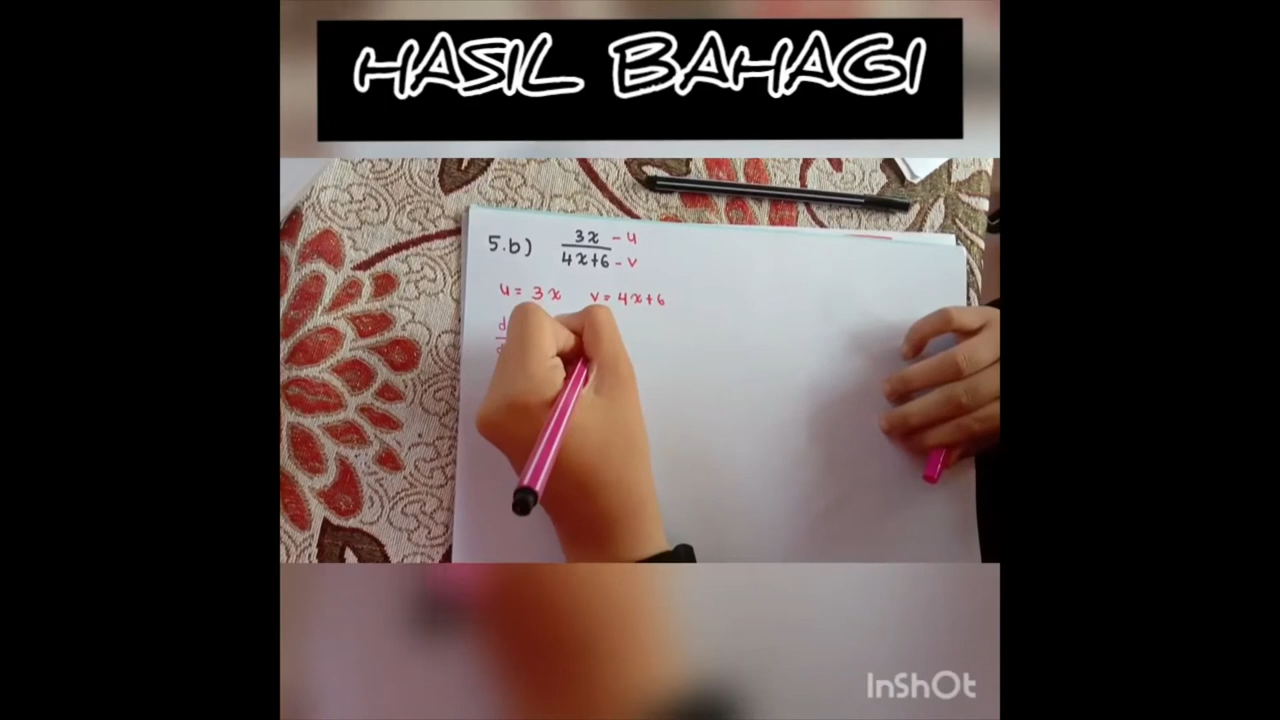 HASIL BAHAGI
5.b) 3x - u
4x+6 - v
u = 3x v = 4x+6
d
InShOt